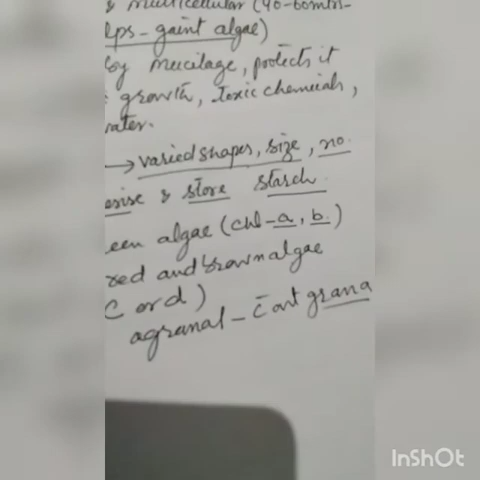 & multicellular (40-60mtrs-
lps - gaint algae)
by mucilage, protects it
growth, toxic chemicals,
water.
→ varied shapes, size, no.
esise & store starch
een algae (chl-a, b.)
red and brown algae
C or d)
agranal - c̄out grana
InShOt